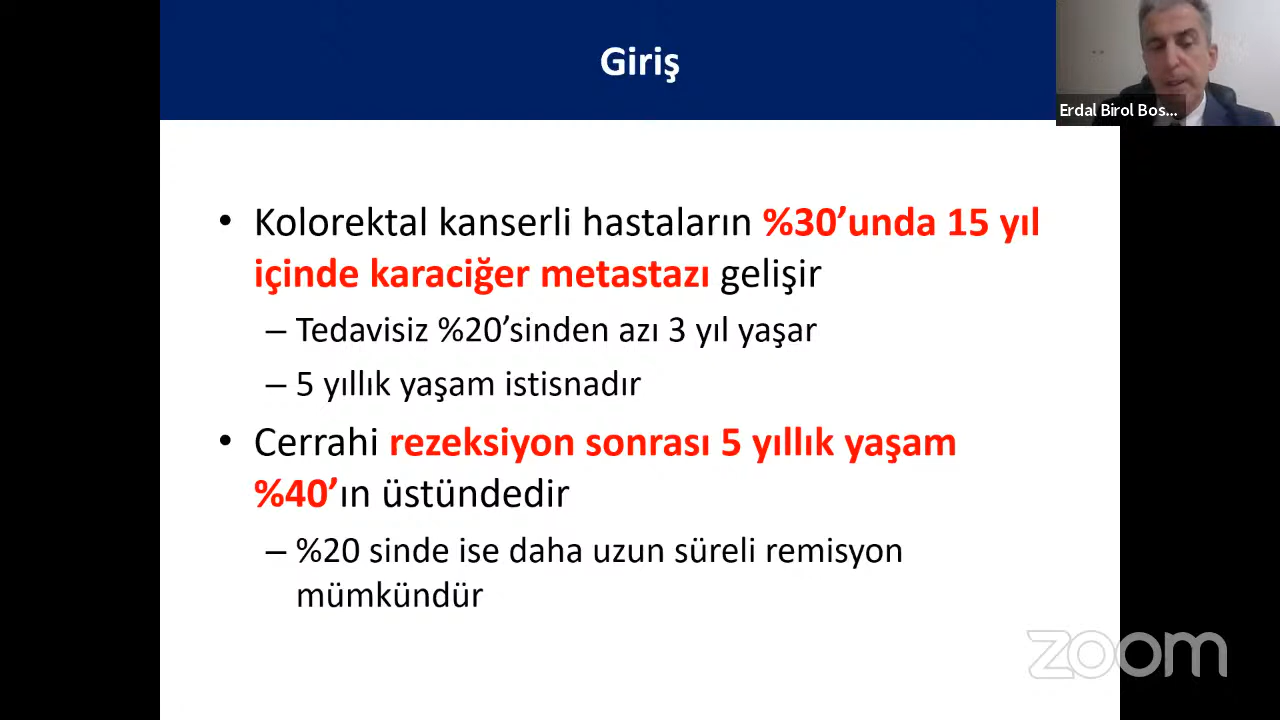 Giriş
Erdal Birol Bos...
• Kolorektal kanserli hastaların %30’unda 15 yıl
içinde karaciğer metastazı gelişir
– Tedavisiz %20’sinden azı 3 yıl yaşar
– 5 yıllık yaşam istisnadır
• Cerrahi rezeksiyon sonrası 5 yıllık yaşam
%40’ın üstündedir
– %20 sinde ise daha uzun süreli remisyon
mümkündür
zoom